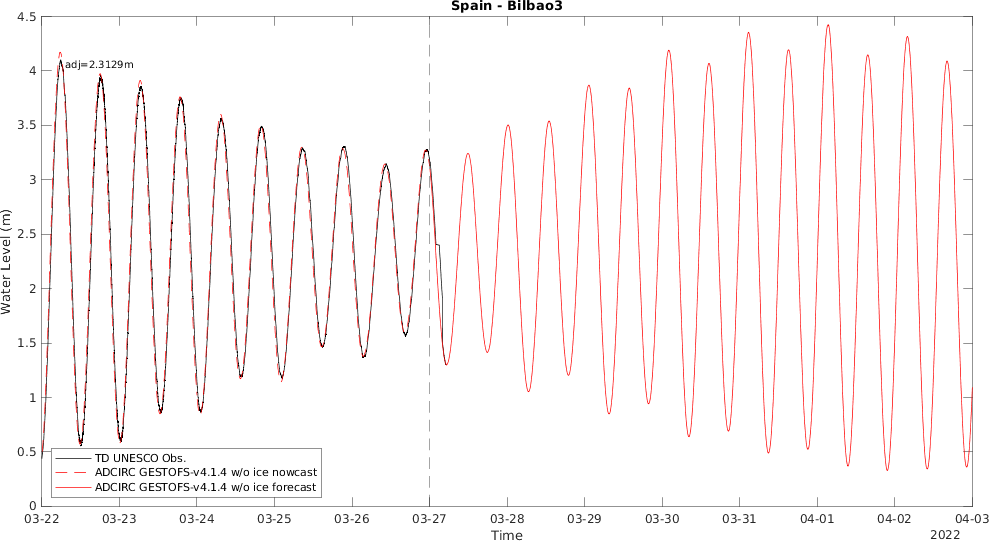 Spain - Bilbao3
4.5
4
3.5
3
2.5
2
1.5
1
0.5
0
Water Level (m)
adj=2.3129m
TD UNESCO Obs.
ADCIRC GESTOFS-v4.1.4 w/o ice nowcast
ADCIRC GESTOFS-v4.1.4 w/o ice forecast
03-22 03-23 03-24 03-25 03-26 03-27 03-28 03-29 03-30 03-31 04-01 04-02 04-03
Time
2022